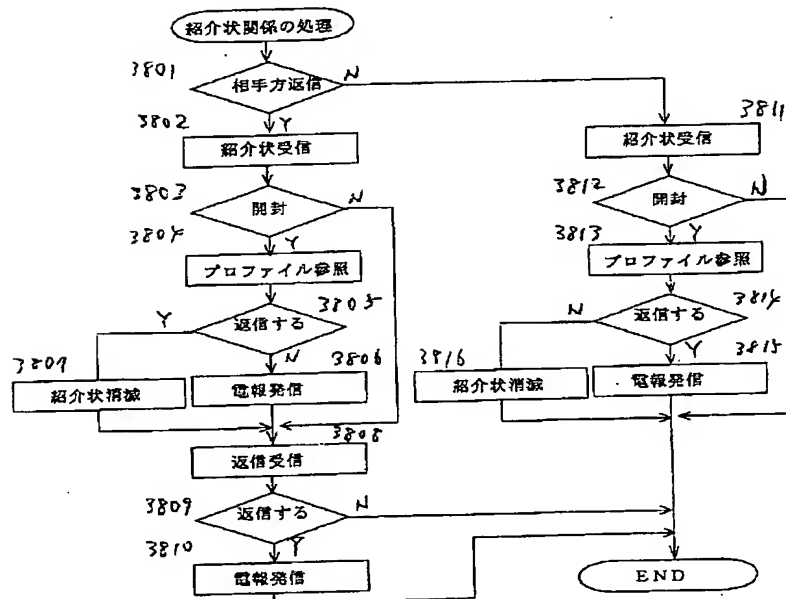 紹介状関係の処理
3801
相手方返信
N
Y
3802
紹介状受信
3803
開封
N
Y
3804
プロファイル参照
3805
返信する
Y
N
3807
紹介状消滅
3806
電報発信
3808
返信受信
3809
返信する
N
Y
3810
電報発信
3811
紹介状受信
3812
開封
N
Y
3813
プロファイル参照
3814
返信する
N
Y
3816
紹介状消滅
3815
電報発信
END